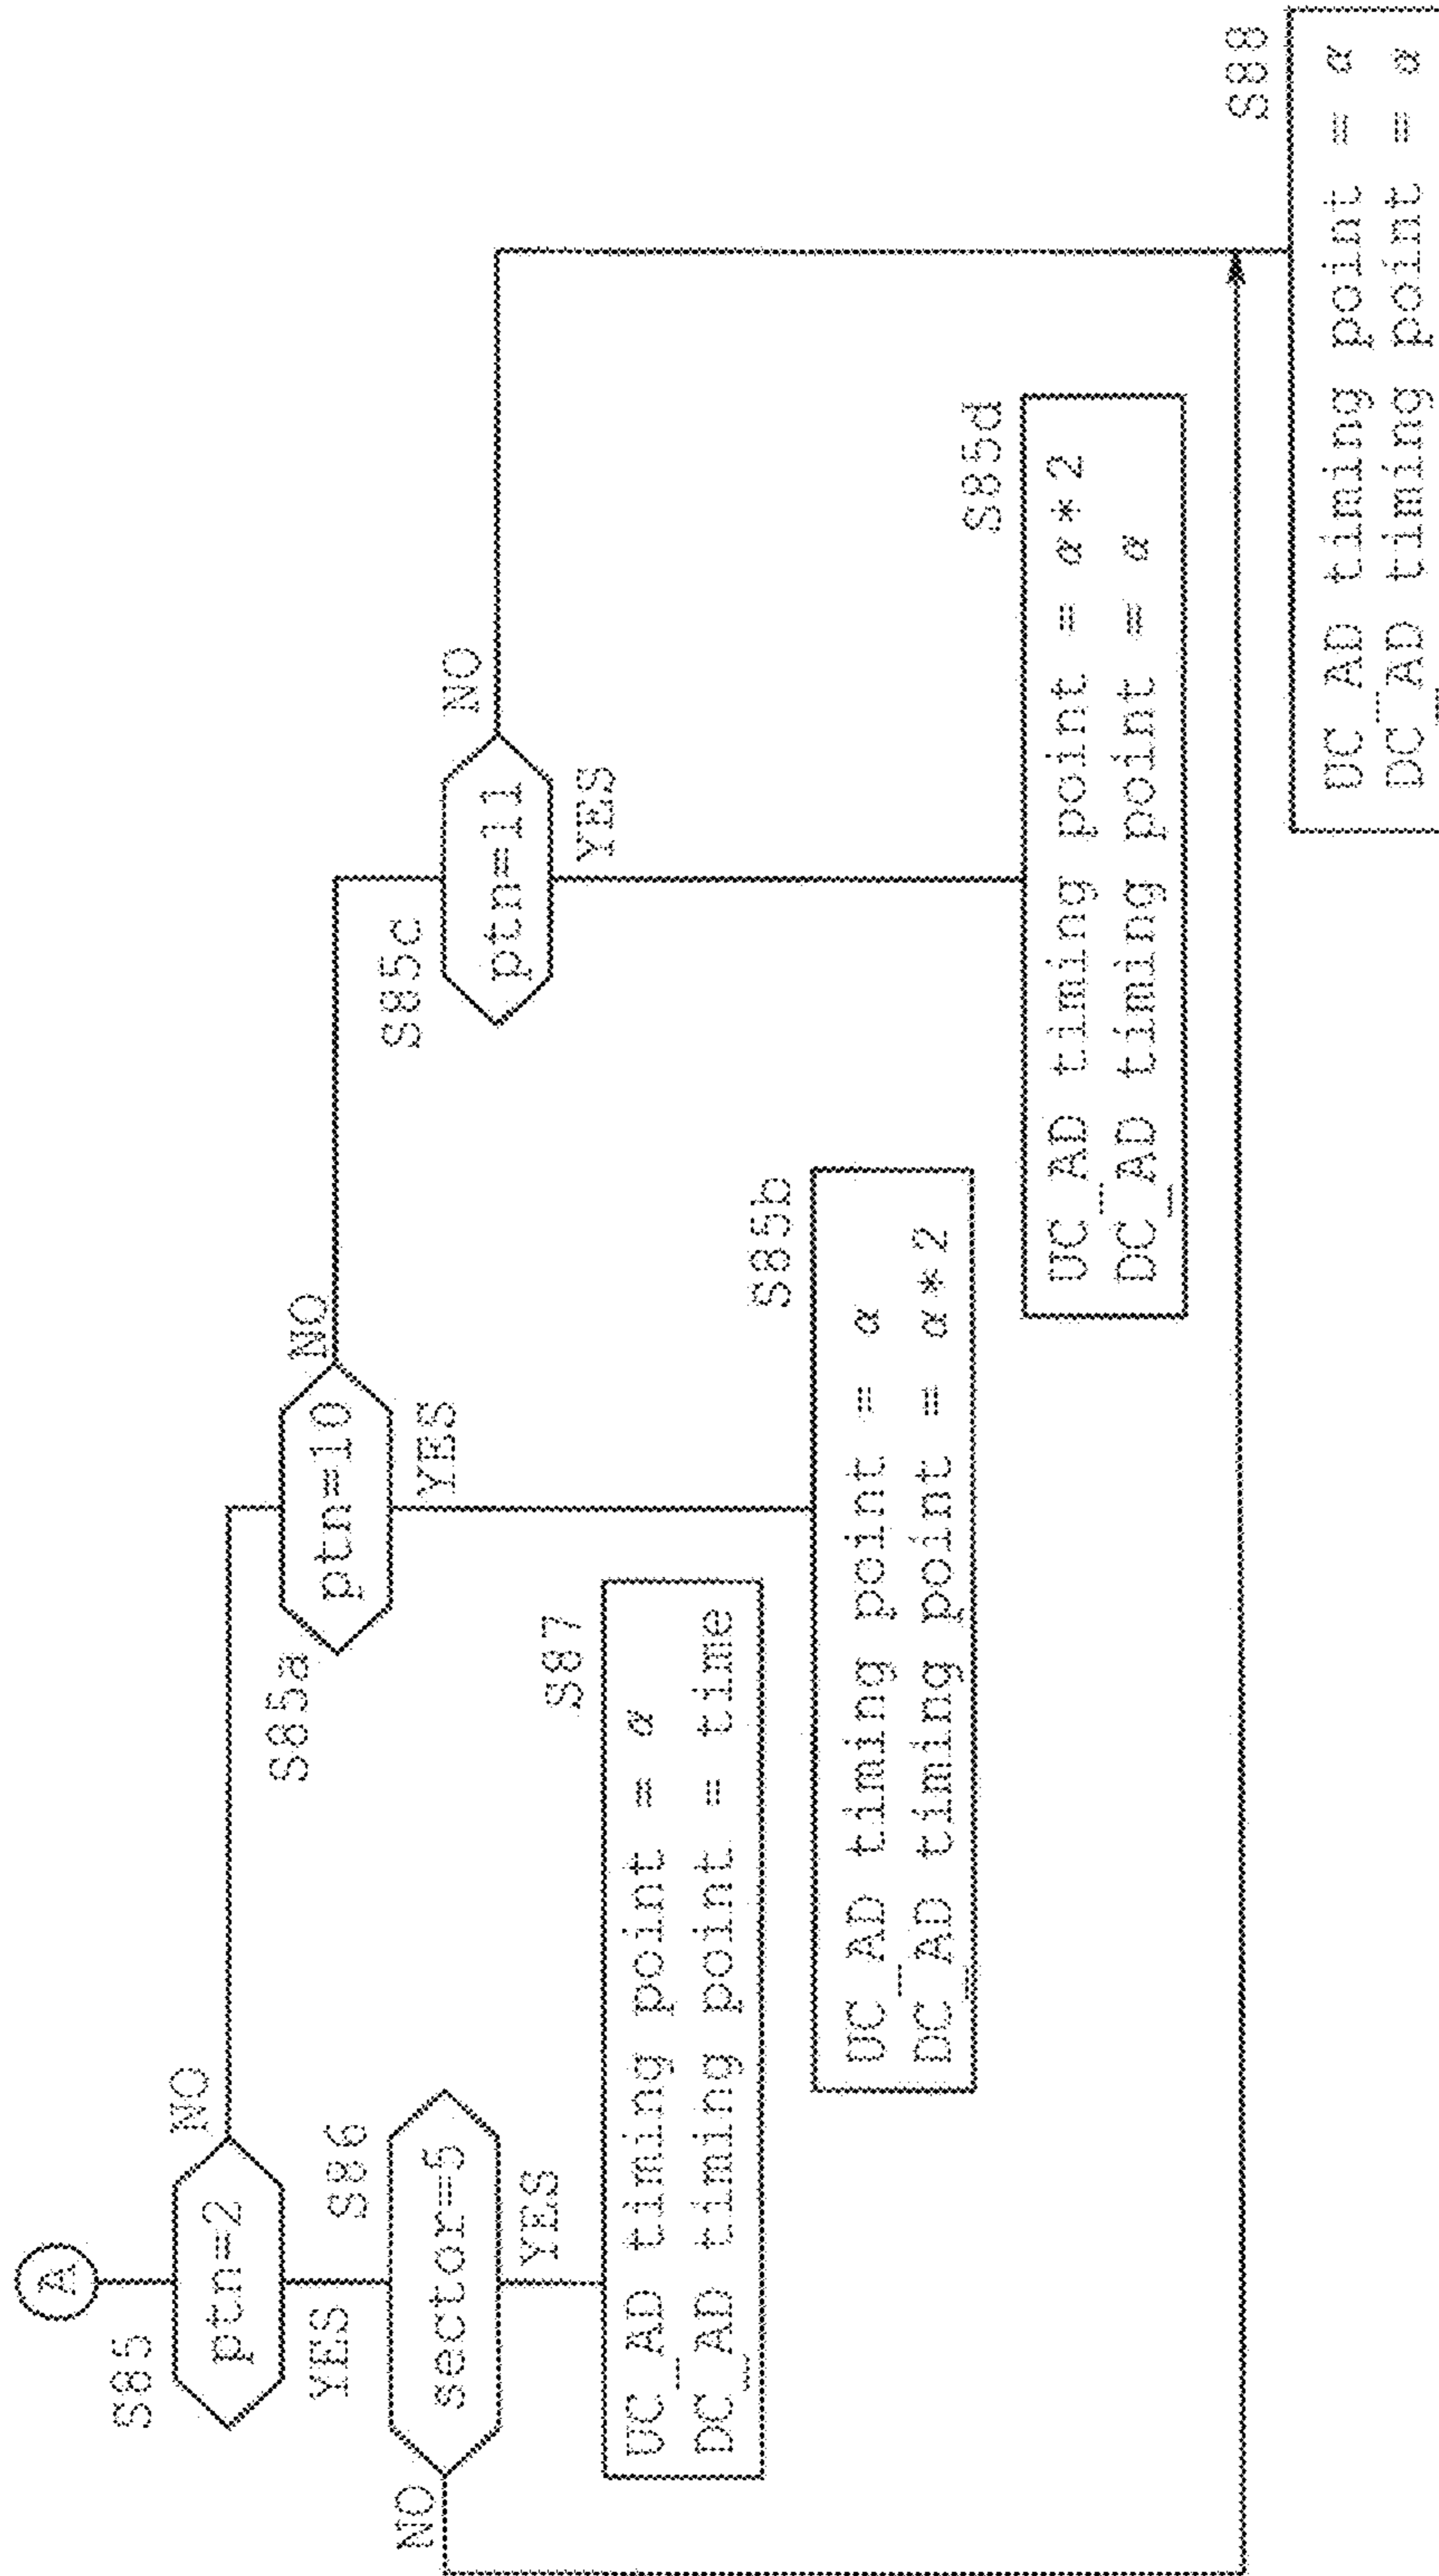 A
S85
ptn=2
NO
YES
S86
sector=5
NO
YES
S87
UC_AD timing point = α
DC_AD timing point = time
S85a
ptn=10
NO
YES
S85b
UC_AD timing point = α
DC_AD timing point = α*2
S85c
ptn=11
NO
YES
S85d
UC_AD timing point = α*2
DC_AD timing point = α
S88
UC_AD timing point = α
DC_AD timing point = α